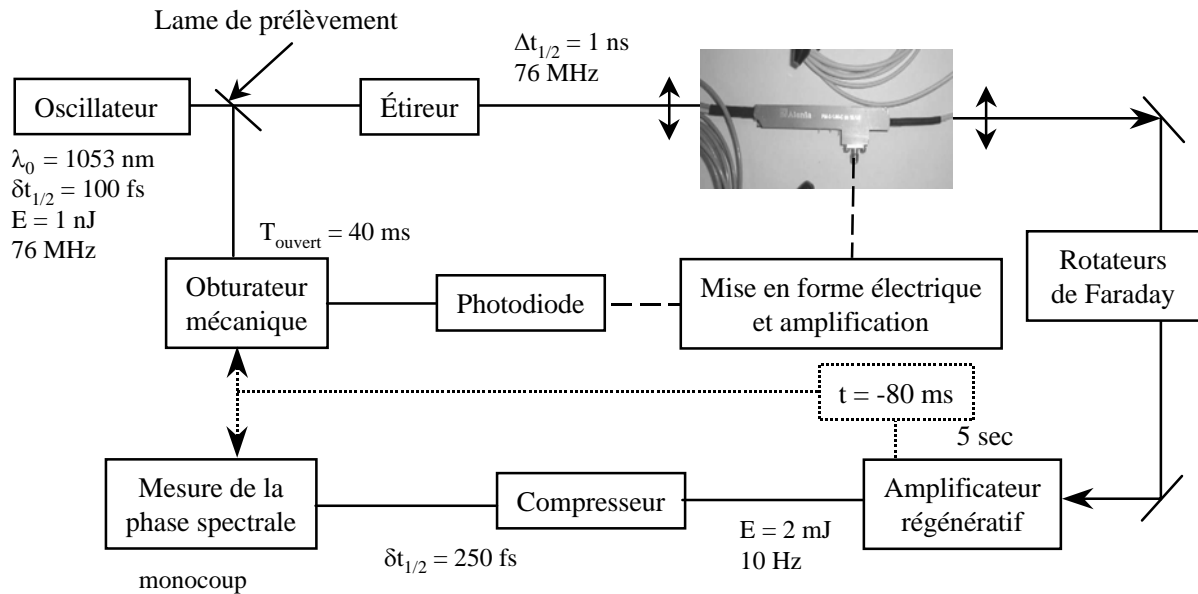 Lame de prélèvement
Δt1/2 = 1 ns
76 MHz
Oscillateur
Étireur
λ0 = 1053 nm
δt1/2 = 100 fs
E = 1 nJ
76 MHz
Touvert = 40 ms
Obturateur
mécanique
Photodiode
Mise en forme électrique
et amplification
Rotateurs
de Faraday
t = -80 ms
5 sec
Mesure de la
phase spectrale
Compresseur
Amplificateur
régénératif
E = 2 mJ
10 Hz
δt1/2 = 250 fs
monocoup